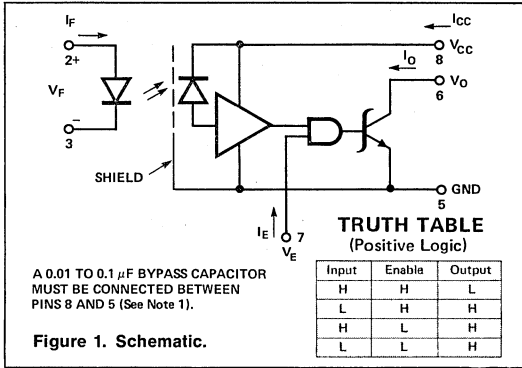 IF
ICC
2+
VCC
8
IO
VO
6
VF
−
3
SHIELD
GND
5
IE
7
VE
TRUTH TABLE
(Positive Logic)
Input Enable Output
H H L
L H H
H L H
L L H
A 0.01 TO 0.1 μF BYPASS CAPACITOR
MUST BE CONNECTED BETWEEN
PINS 8 AND 5 (See Note 1).
Figure 1. Schematic.